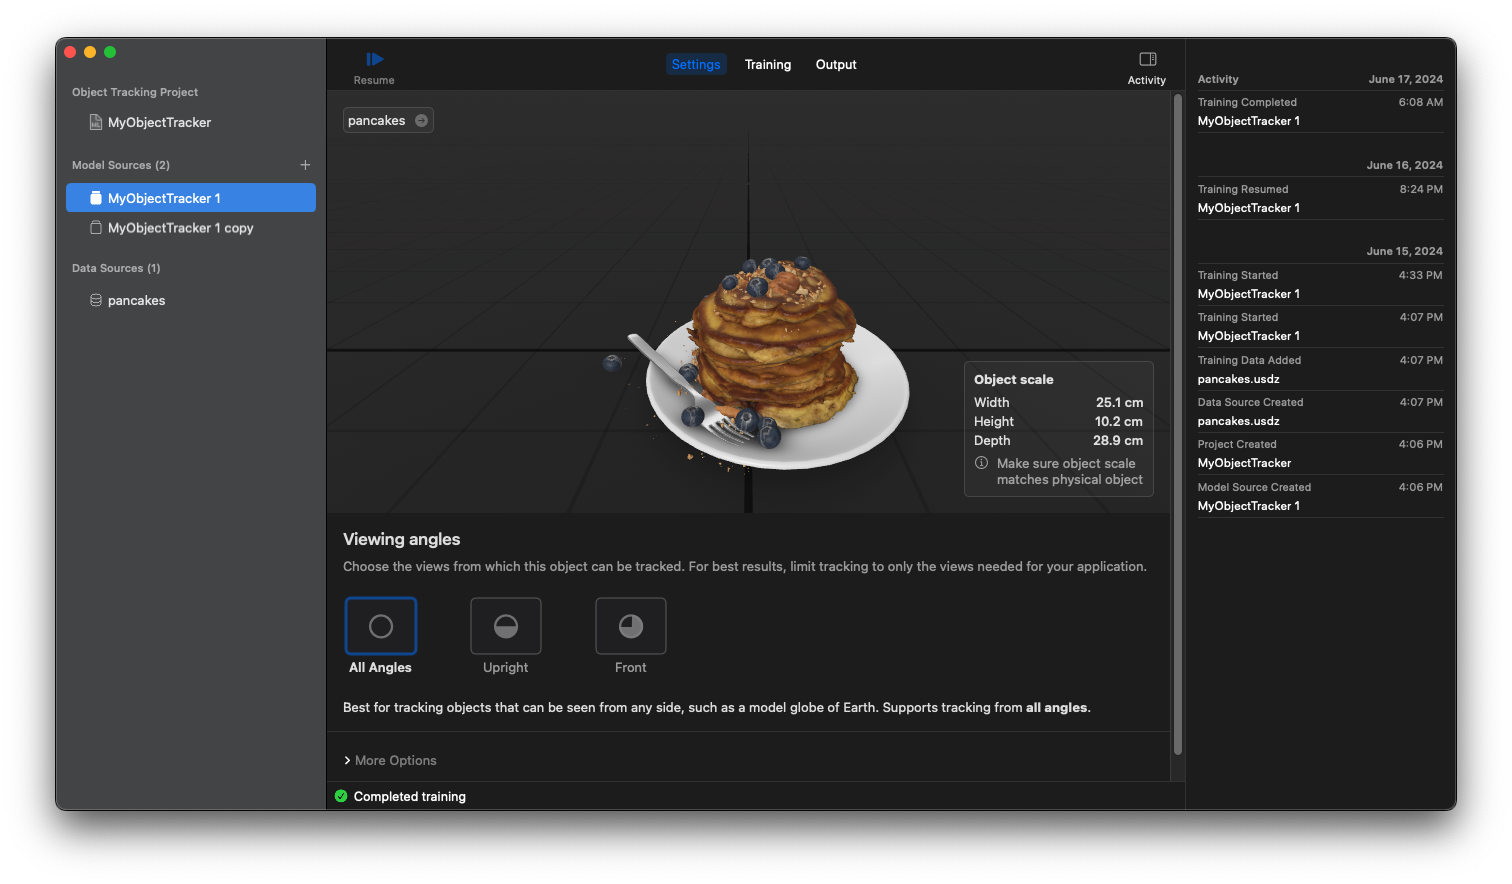 Object Tracking Project
MyObjectTracker
Model Sources (2)
MyObjectTracker 1
MyObjectTracker 1 copy
Data Sources (1)
pancakes
Resume
Settings
Training
Output
Activity
pancakes
Object scale
Width 25.1 cm
Height 10.2 cm
Depth 28.9 cm
Make sure object scale
matches physical object
Viewing angles
Choose the views from which this object can be tracked. For best results, limit tracking to only the views needed for your application.
All Angles
Upright
Front
Best for tracking objects that can be seen from any side, such as a model globe of Earth. Supports tracking from all angles.
More Options
Completed training
Activity June 17, 2024
Training Completed 6:08 AM
MyObjectTracker 1
June 16, 2024
Training Resumed 8:24 PM
MyObjectTracker 1
June 15, 2024
Training Started 4:33 PM
MyObjectTracker 1
Training Started 4:07 PM
MyObjectTracker 1
Training Data Added 4:07 PM
pancakes.usdz
Data Source Created 4:07 PM
pancakes.usdz
Project Created 4:06 PM
MyObjectTracker
Model Source Created 4:06 PM
MyObjectTracker 1